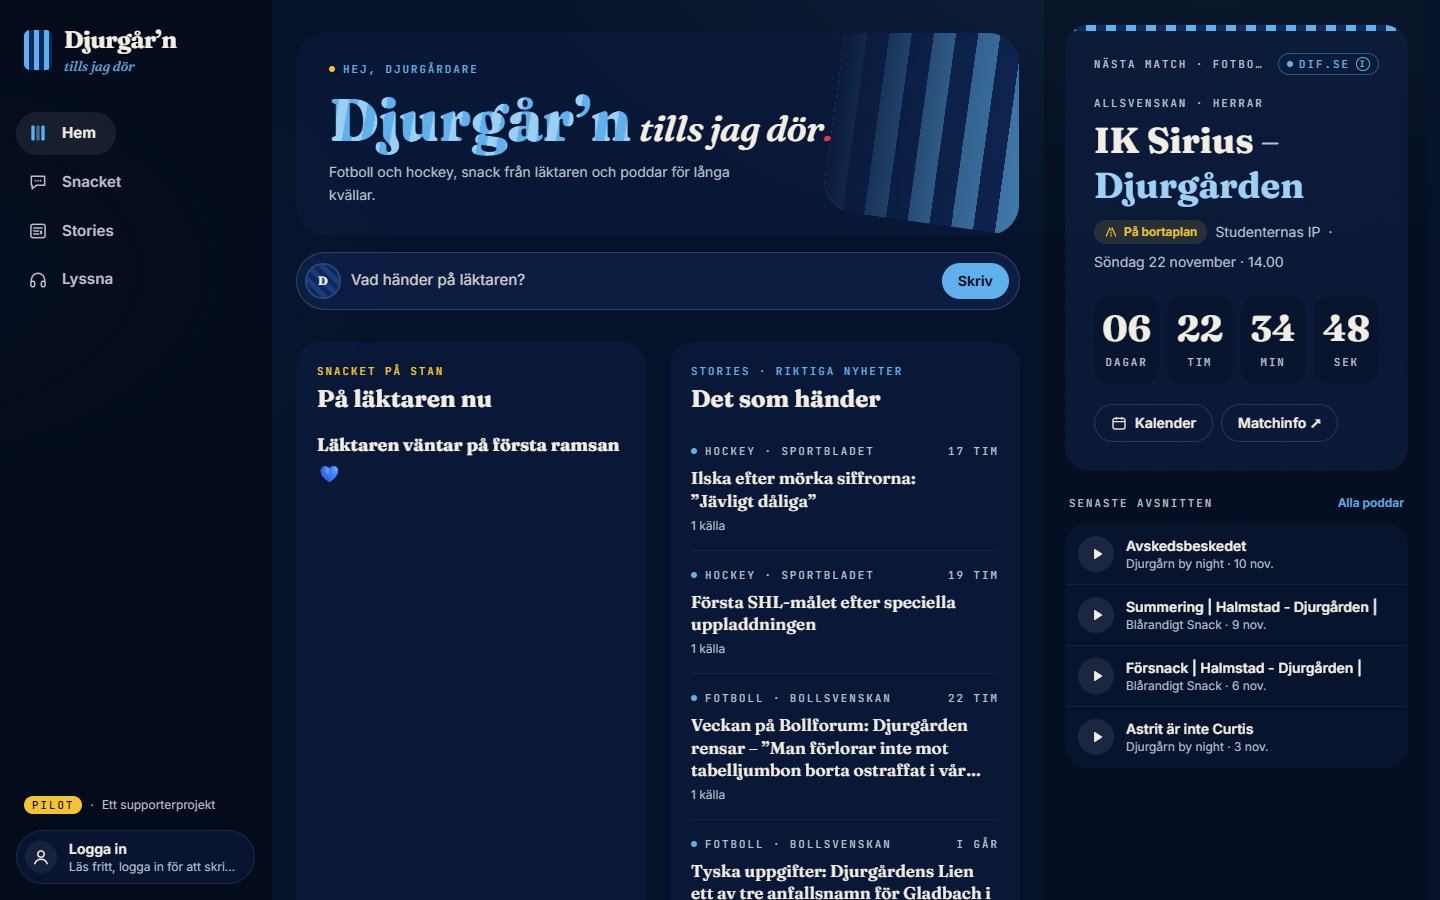 Djurgår’n
tills jag dör
Hem
Snacket
Stories
Lyssna
PILOT · Ett supporterprojekt
Logga in
Läs fritt, logga in för att skri…
HEJ, DJURGÅRDARE
Djurgår’n tills jag dör.
Fotboll och hockey, snack från läktaren och poddar för långa
kvällar.
D
Vad händer på läktaren?
Skriv
SNACKET PÅ STAN
På läktaren nu
Läktaren väntar på första ramsan
💙
STORIES · RIKTIGA NYHETER
Det som händer
HOCKEY · SPORTBLADET 17 TIM
Ilska efter mörka siffrorna:
”Jävligt dåliga”
1 källa
HOCKEY · SPORTBLADET 19 TIM
Första SHL-målet efter speciella
uppladdningen
1 källa
FOTBOLL · BOLLSVENSKAN 22 TIM
Veckan på Bollforum: Djurgården
rensar – ”Man förlorar inte mot
tabelljumbon borta ostraffat i vår…
1 källa
FOTBOLL · BOLLSVENSKAN I GÅR
Tyska uppgifter: Djurgårdens Lien
ett av tre anfallsnamn för Gladbach i
NÄSTA MATCH · FOTBO… DIF.SE
ALLSVENSKAN · HERRAR
IK Sirius –
Djurgården
På bortaplan Studenternas IP ·
Söndag 22 november · 14.00
06 22 34 48
DAGAR TIM MIN SEK
Kalender Matchinfo ↗
SENASTE AVSNITTEN Alla poddar
Avskedsbeskedet
Djurgårn by night · 10 nov.
Summering | Halmstad - Djurgården |
Blårandigt Snack · 9 nov.
Försnack | Halmstad - Djurgården |
Blårandigt Snack · 6 nov.
Astrit är inte Curtis
Djurgårn by night · 3 nov.